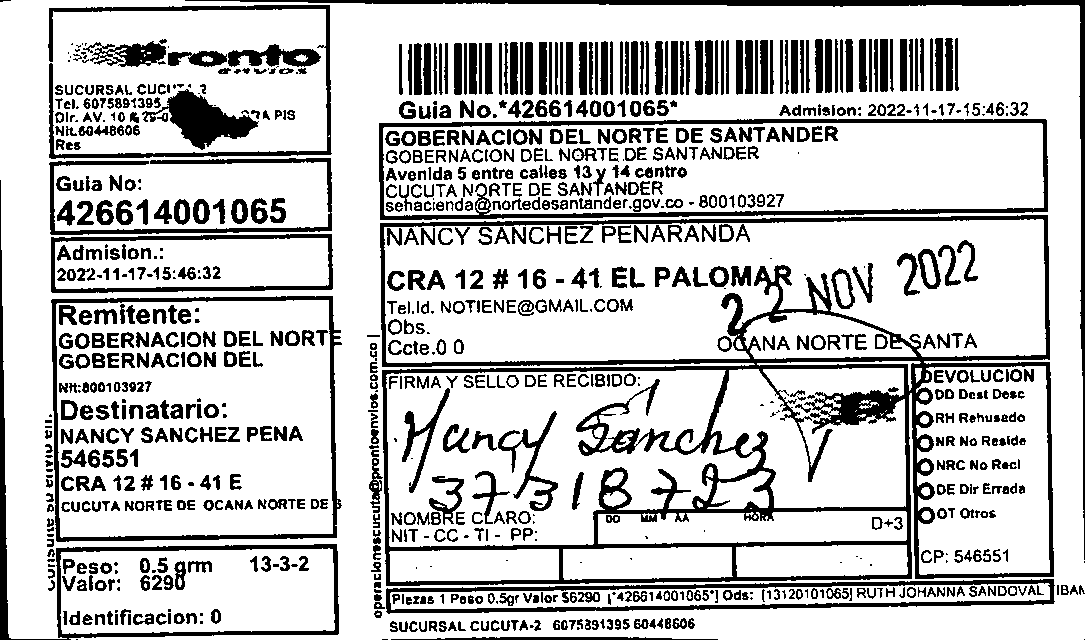 Pronto
envios
SUCURSAL CUCUTA-2
Tel. 6075891395
Dir. AV. 10 & PIS
Nit.60448606
Res
Guia No:
426614001065
Admision.:
2022-11-17-15:46:32
Remitente:
GOBERNACION DEL NORTE
GOBERNACION DEL
Nit:800103927
Destinatario:
NANCY SANCHEZ PENA
546551
CRA 12 # 16 - 41 E
CUCUTA NORTE DE OCANA NORTE DE S
Peso: 0.5 grm 13-3-2
Valor: 6290
Identificacion: 0
operacionescucuta@prontoenvios.com.co
Guia No.*426614001065* Admision: 2022-11-17-15:46:32
GOBERNACION DEL NORTE DE SANTANDER
GOBERNACION DEL NORTE DE SANTANDER
Avenida 5 entre calles 13 y 14 centro
CUCUTA NORTE DE SANTANDER
sehacienda@nortedesantander.gov.co - 800103927
NANCY SANCHEZ PENARANDA
CRA 12 # 16 - 41 EL PALOMAR
22 NOV 2022
Tel.Id. NOTIENE@GMAIL.COM
Obs.
Ccte.0 0
OCANA NORTE DE SANTA
FIRMA Y SELLO DE RECIBIDO:
Nancy Sanchez
37318723
NOMBRE CLARO:
NIT - CC - TI - PP:
DD MM AA HORA
D+3
DEVOLUCION
DD Dest Desc
RH Rehusado
NR No Reside
NRC No Recl
DE Dir Errada
OT Otros
CP: 546551
Piezas 1 Peso 0.5gr Valor $6290 [*426614001065*] Ods: [13120101065] RUTH JOHANNA SANDOVAL TIBAM
SUCURSAL CUCUTA-2 6075891395 60448606